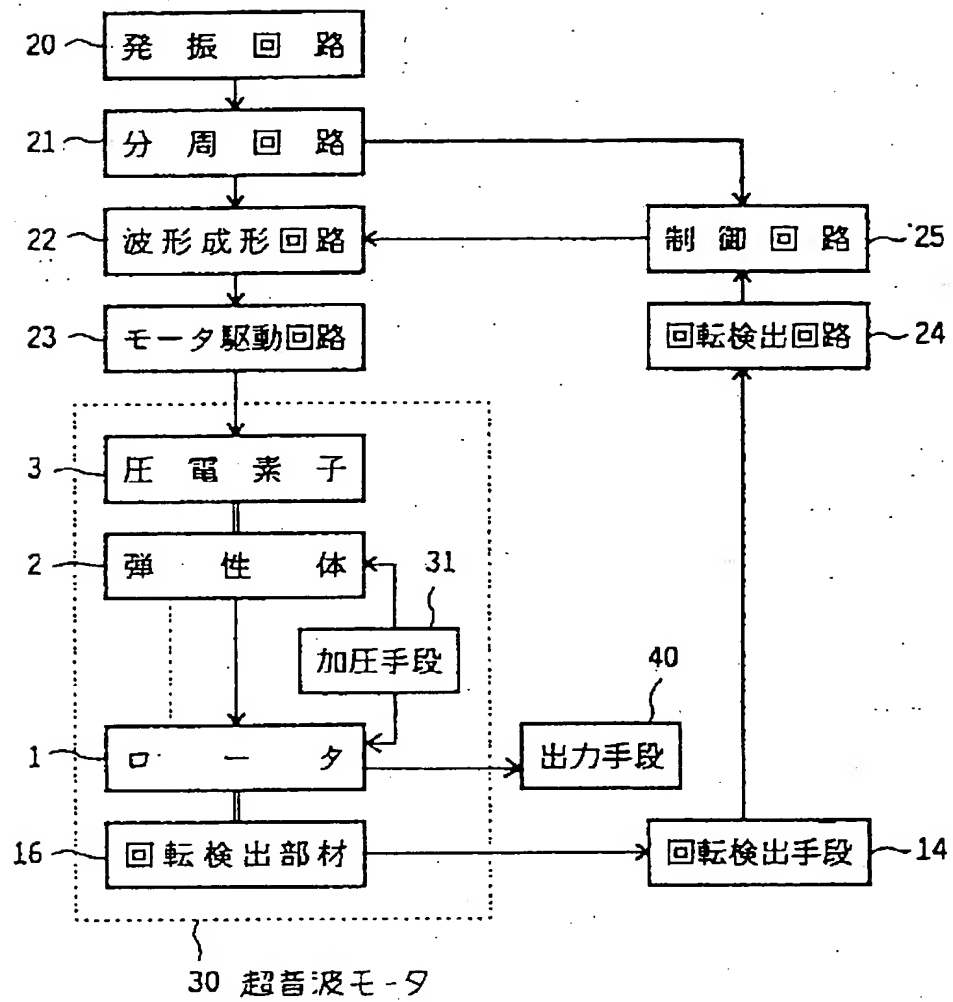 20 発振回路
21 分周回路
22 波形成形回路
制御回路 25
23 モータ駆動回路
回転検出回路 24
3 圧電素子
2 弾性体
31
加圧手段
40
1 ロータ
出力手段
16 回転検出部材
回転検出手段 14
30 超音波モータ